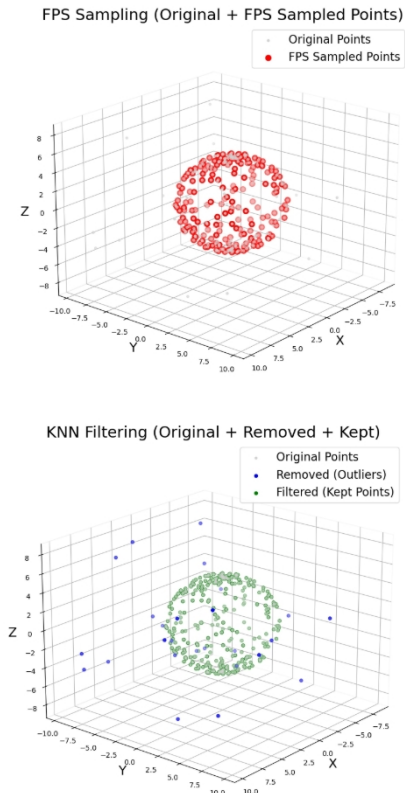 FPS Sampling (Original + FPS Sampled Points)
Original Points
FPS Sampled Points
8
6
4
2
Z
0
−2
−4
−6
−8
−10.0 −7.5 −5.0 −2.5 0.0 2.5 5.0 7.5 10.0
Y
−7.5 −5.0 −2.5 0.0 2.5 5.0 7.5 10.0
X
KNN Filtering (Original + Removed + Kept)
Original Points
Removed (Outliers)
Filtered (Kept Points)
8
6
4
2
Z
0
−2
−4
−6
−8
−10.0 −7.5 −5.0 −2.5 0.0 2.5 5.0 7.5 10.0
Y
−7.5 −5.0 −2.5 0.0 2.5 5.0 7.5 10.0
X